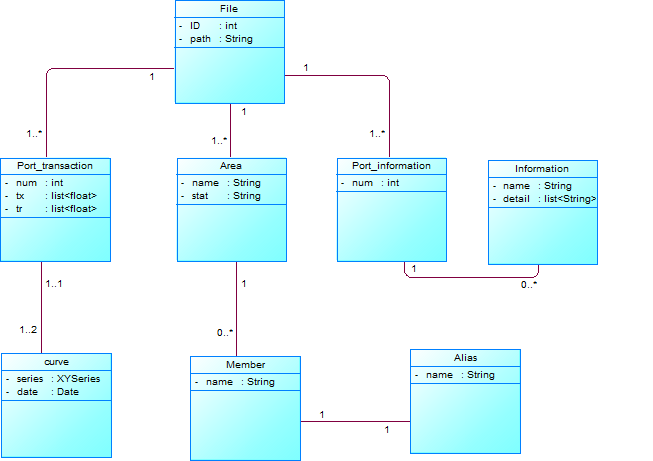 File
- ID : int
- path : String
1
1
1
1..*
1..*
1..*
Port_transaction
- num : int
- tx : list<float>
- tr : list<float>
Area
- name : String
- stat : String
Port_information
- num : int
Information
- name : String
- detail : list<String>
1..1
1
1
0..*
1..2
0..*
curve
- series : XYSeries
- date : Date
Member
- name : String
Alias
- name : String
1
1